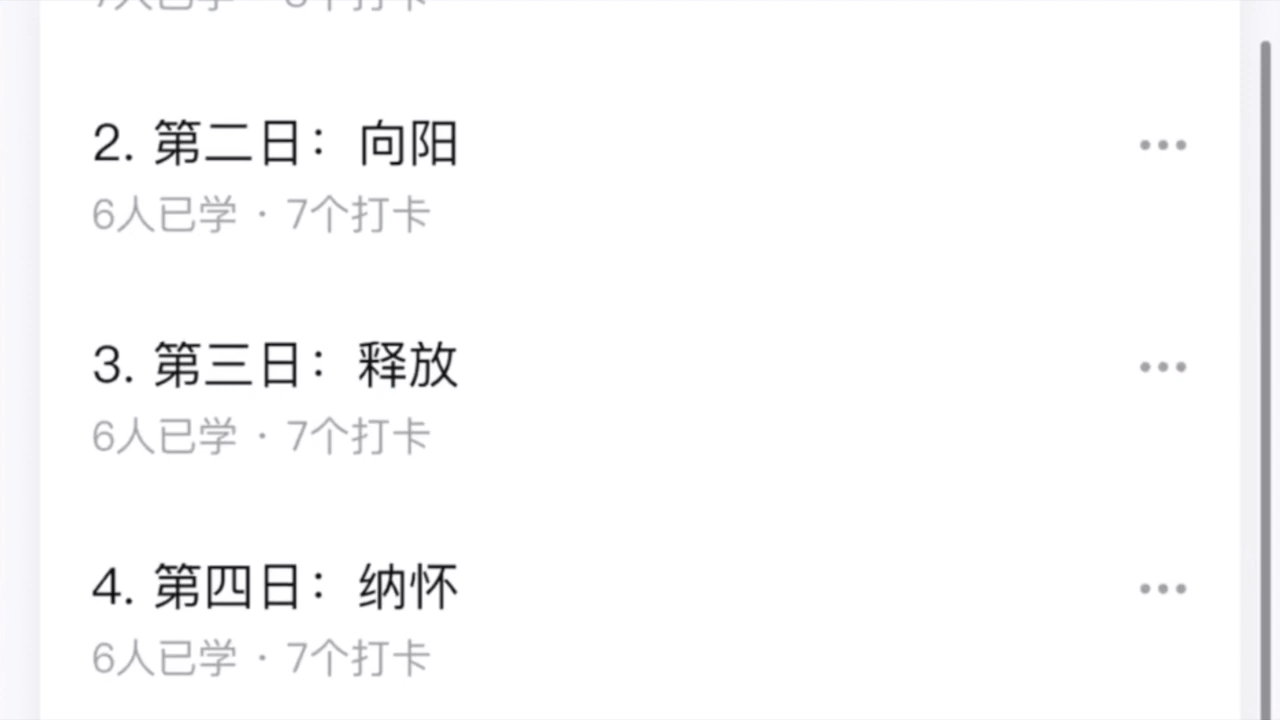 2. 第二日：向阳
6人已学 · 7个打卡
3. 第三日：释放
6人已学 · 7个打卡
4. 第四日：纳怀
6人已学 · 7个打卡